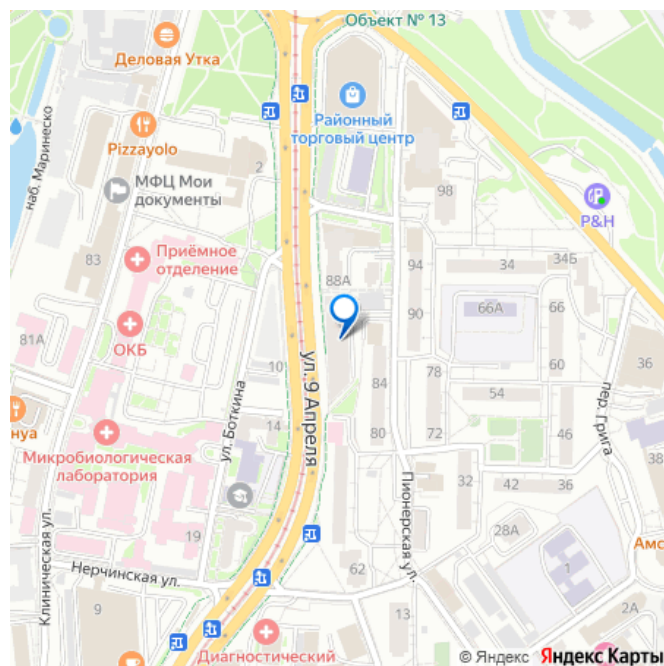 Объект № 13
Деловая Утка
наб. Маринеско
Районный
торговый центр
Pizzayolo
2
МФЦ Мои
документы
98
P&H
83
Приёмное
отделение
94
34
34Б
88А
66А
66
90
ОКБ
81А
ул. Боткина
10
ул. 9 Апреля
84
78
60
36
54
пер. Грига
нуа
14
80
72
46
Микробиологическая
лаборатория
32
42
36
Пионерская ул.
Клиническая ул.
19
28А
Амс
Нерчинская ул.
62
1
9
13
2А
Диагностический
© Яндекс Яндекс Карты